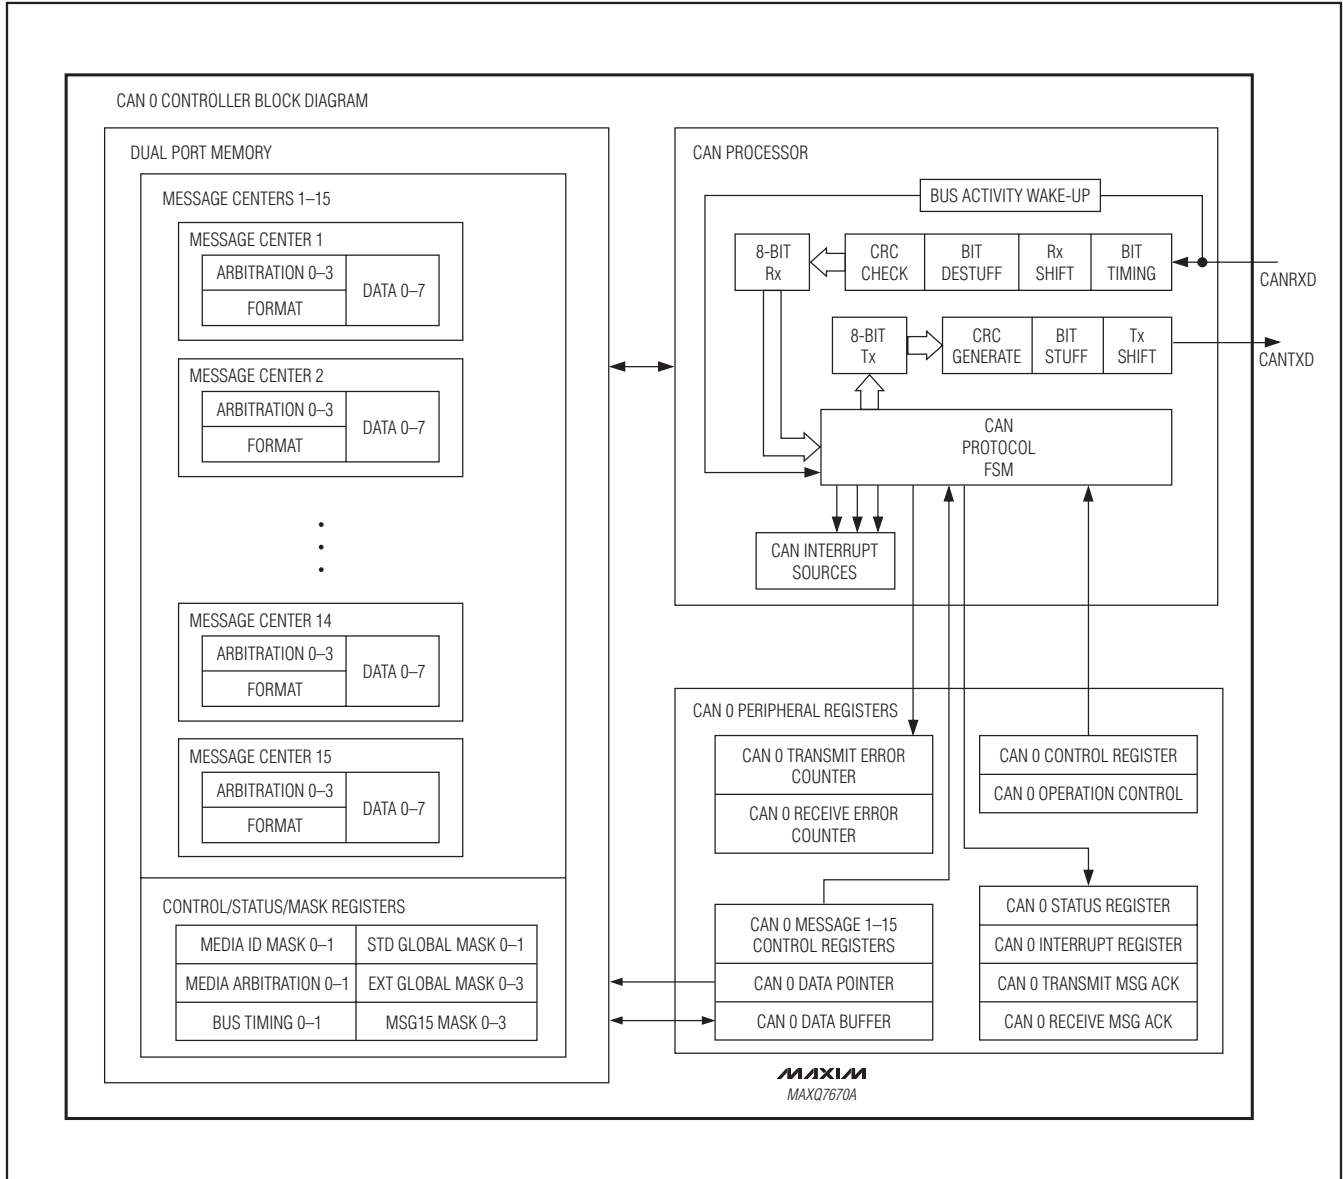 CAN 0 CONTROLLER BLOCK DIAGRAM
DUAL PORT MEMORY
MESSAGE CENTERS 1–15
MESSAGE CENTER 1
ARBITRATION 0–3
FORMAT
DATA 0–7
MESSAGE CENTER 2
ARBITRATION 0–3
FORMAT
DATA 0–7
MESSAGE CENTER 14
ARBITRATION 0–3
FORMAT
DATA 0–7
MESSAGE CENTER 15
ARBITRATION 0–3
FORMAT
DATA 0–7
CONTROL/STATUS/MASK REGISTERS
MEDIA ID MASK 0–1
STD GLOBAL MASK 0–1
MEDIA ARBITRATION 0–1
EXT GLOBAL MASK 0–3
BUS TIMING 0–1
MSG15 MASK 0–3
CAN PROCESSOR
BUS ACTIVITY WAKE-UP
8-BIT
Rx
CRC
CHECK
BIT
DESTUFF
Rx
SHIFT
BIT
TIMING
CANRXD
8-BIT
Tx
CRC
GENERATE
BIT
STUFF
Tx
SHIFT
CANTXD
CAN
PROTOCOL
FSM
CAN INTERRUPT
SOURCES
CAN 0 PERIPHERAL REGISTERS
CAN 0 TRANSMIT ERROR
COUNTER
CAN 0 RECEIVE ERROR
COUNTER
CAN 0 CONTROL REGISTER
CAN 0 OPERATION CONTROL
CAN 0 MESSAGE 1–15
CONTROL REGISTERS
CAN 0 DATA POINTER
CAN 0 DATA BUFFER
CAN 0 STATUS REGISTER
CAN 0 INTERRUPT REGISTER
CAN 0 TRANSMIT MSG ACK
CAN 0 RECEIVE MSG ACK
MAXIM
MAXQ7670A